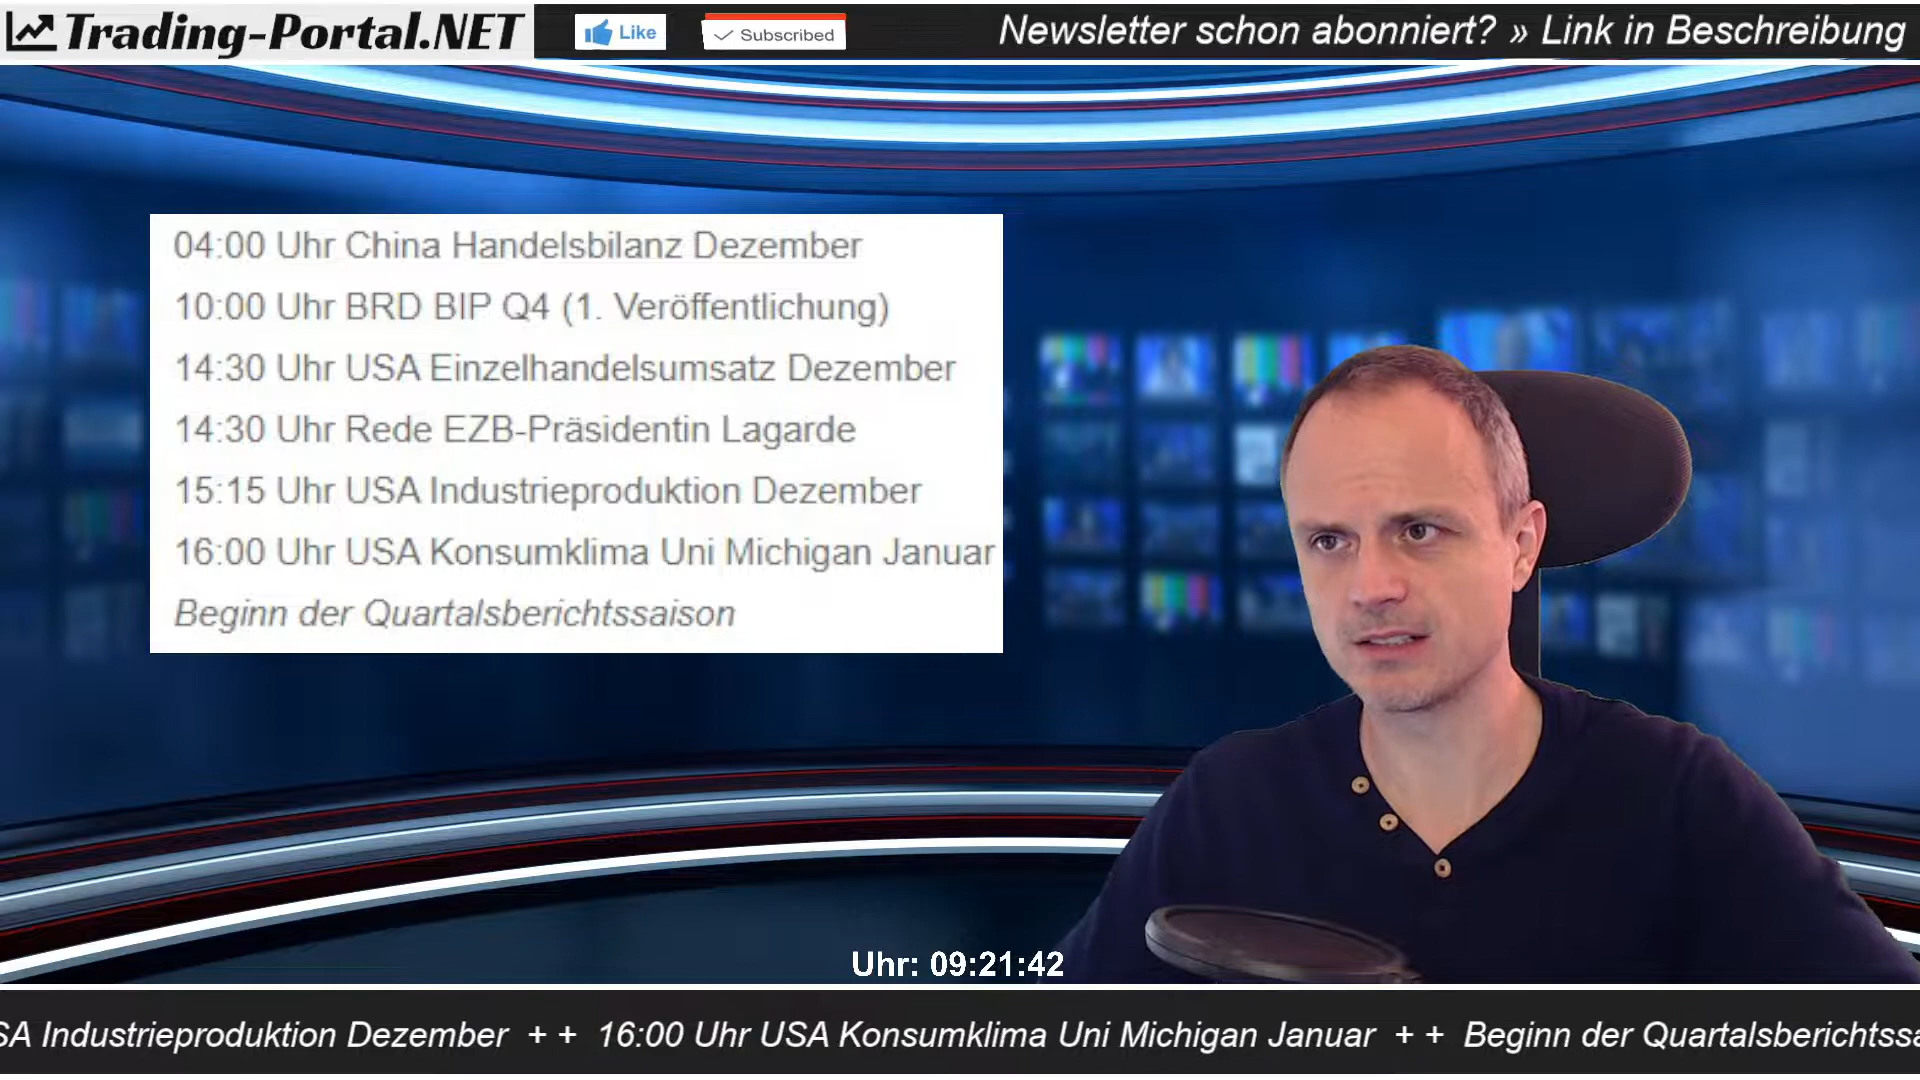 Trading-Portal.NET
Like
Subscribed
Newsletter schon abonniert? » Link in Beschreibung
04:00 Uhr China Handelsbilanz Dezember
10:00 Uhr BRD BIP Q4 (1. Veröffentlichung)
14:30 Uhr USA Einzelhandelsumsatz Dezember
14:30 Uhr Rede EZB-Präsidentin Lagarde
15:15 Uhr USA Industrieproduktion Dezember
16:00 Uhr USA Konsumklima Uni Michigan Januar
Beginn der Quartalsberichtssaison
Uhr: 09:21:42
SA Industrieproduktion Dezember ++ 16:00 Uhr USA Konsumklima Uni Michigan Januar ++ Beginn der Quartalsberichtssa